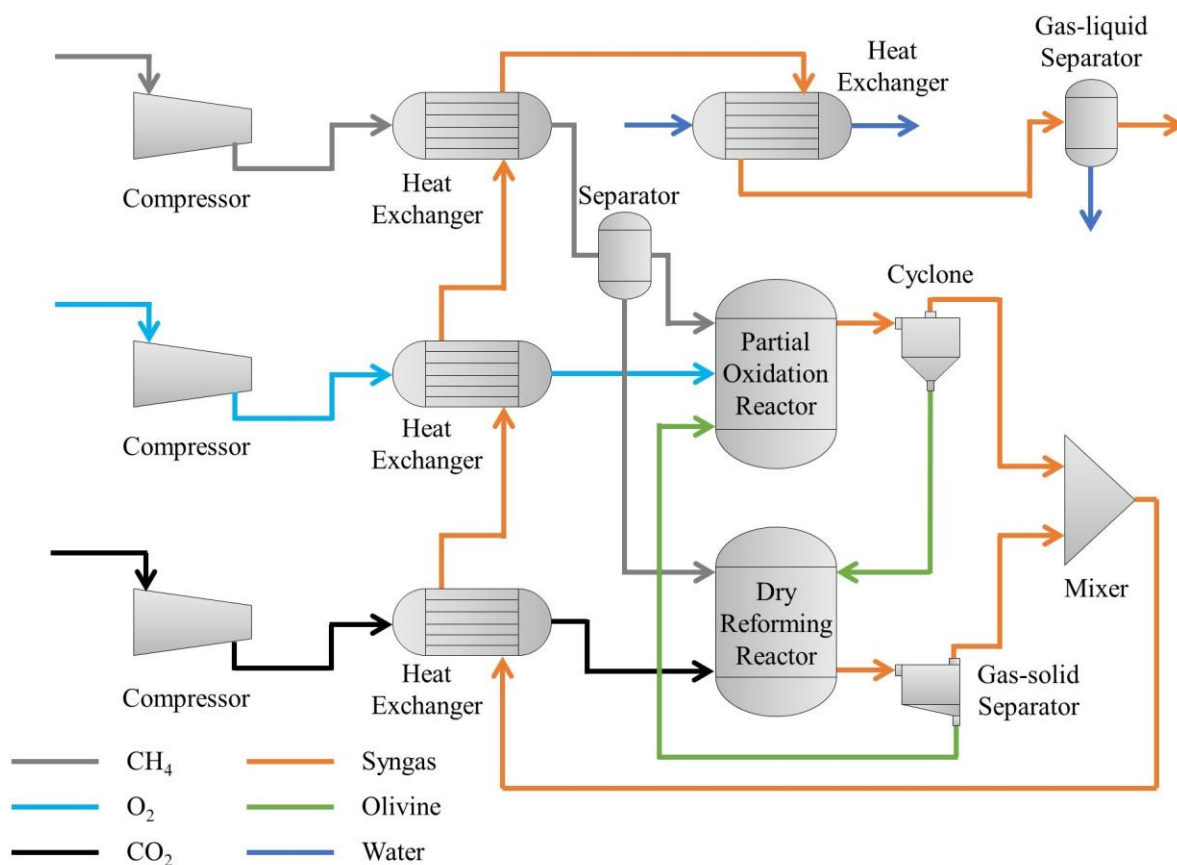 Gas-liquid
Separator
Heat
Exchanger
Compressor
Heat
Exchanger
Separator
Cyclone
Partial
Oxidation
Reactor
Compressor
Heat
Exchanger
Dry
Reforming
Reactor
Mixer
Compressor
Heat
Exchanger
Gas-solid
Separator
CH₄
Syngas
O₂
Olivine
CO₂
Water